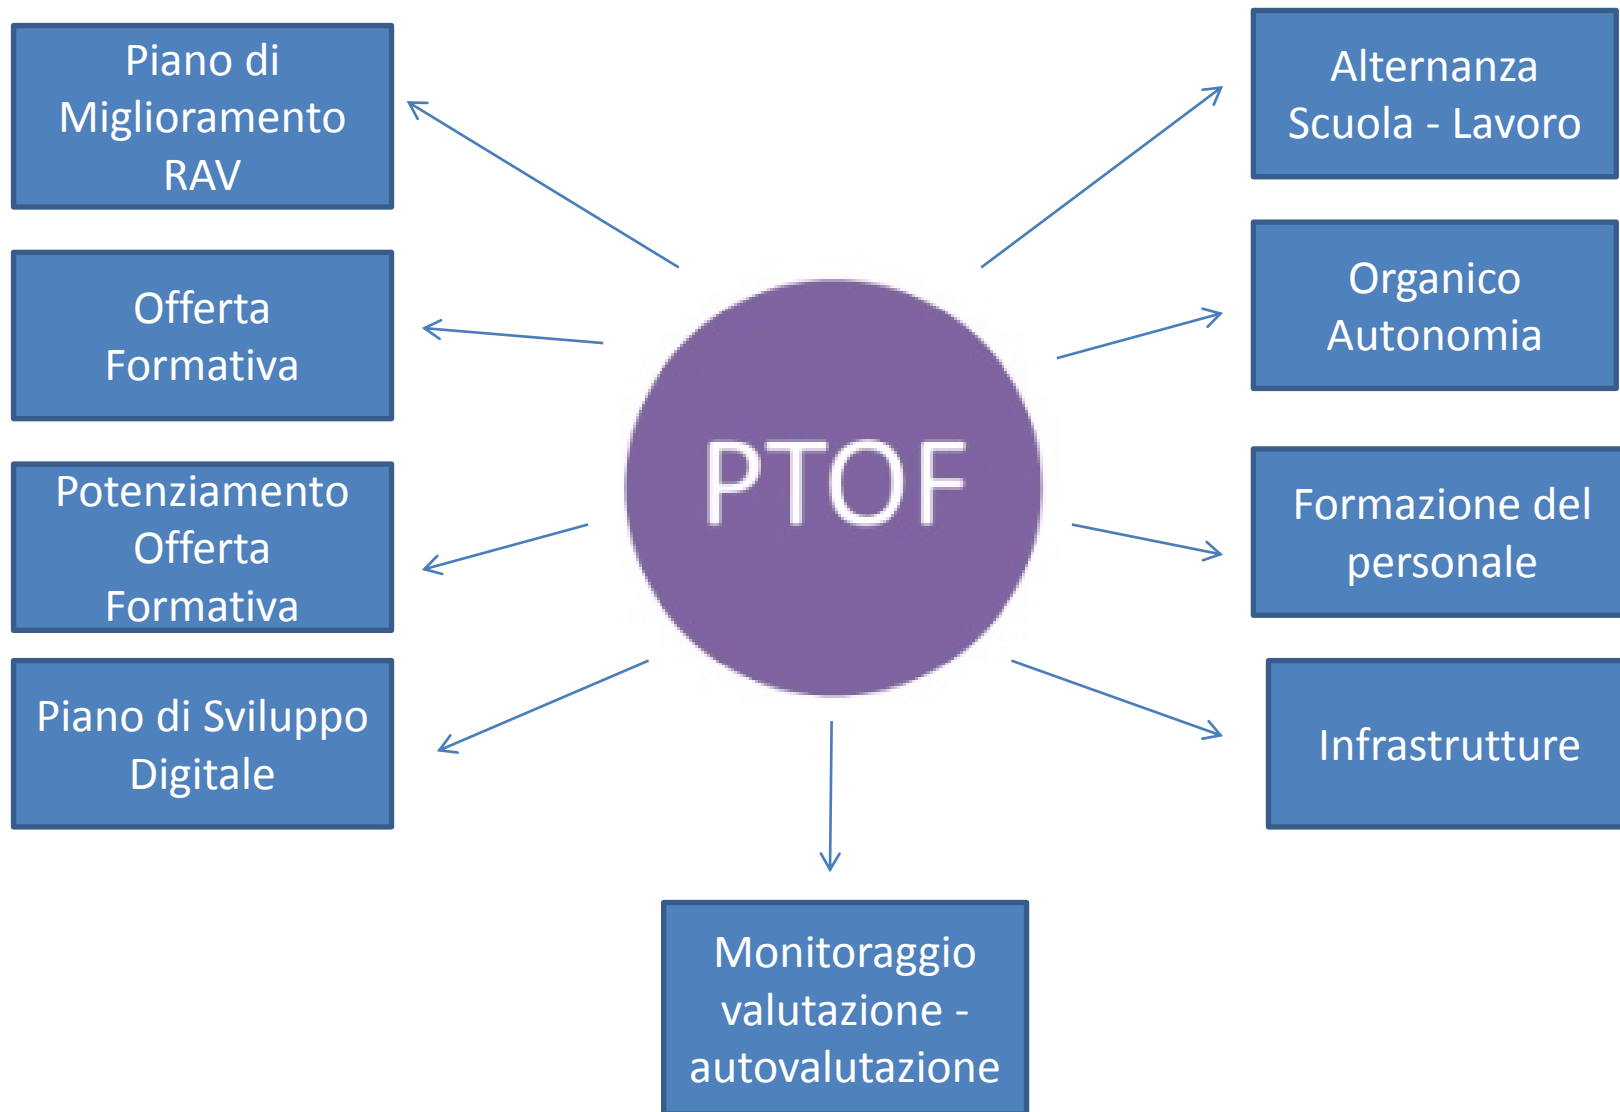 Piano di
Miglioramento
RAV
Offerta
Formativa
Potenziamento
Offerta
Formativa
Piano di Sviluppo
Digitale
PTOF
Monitoraggio
valutazione -
autovalutazione
Alternanza
Scuola - Lavoro
Organico
Autonomia
Formazione del
personale
Infrastrutture